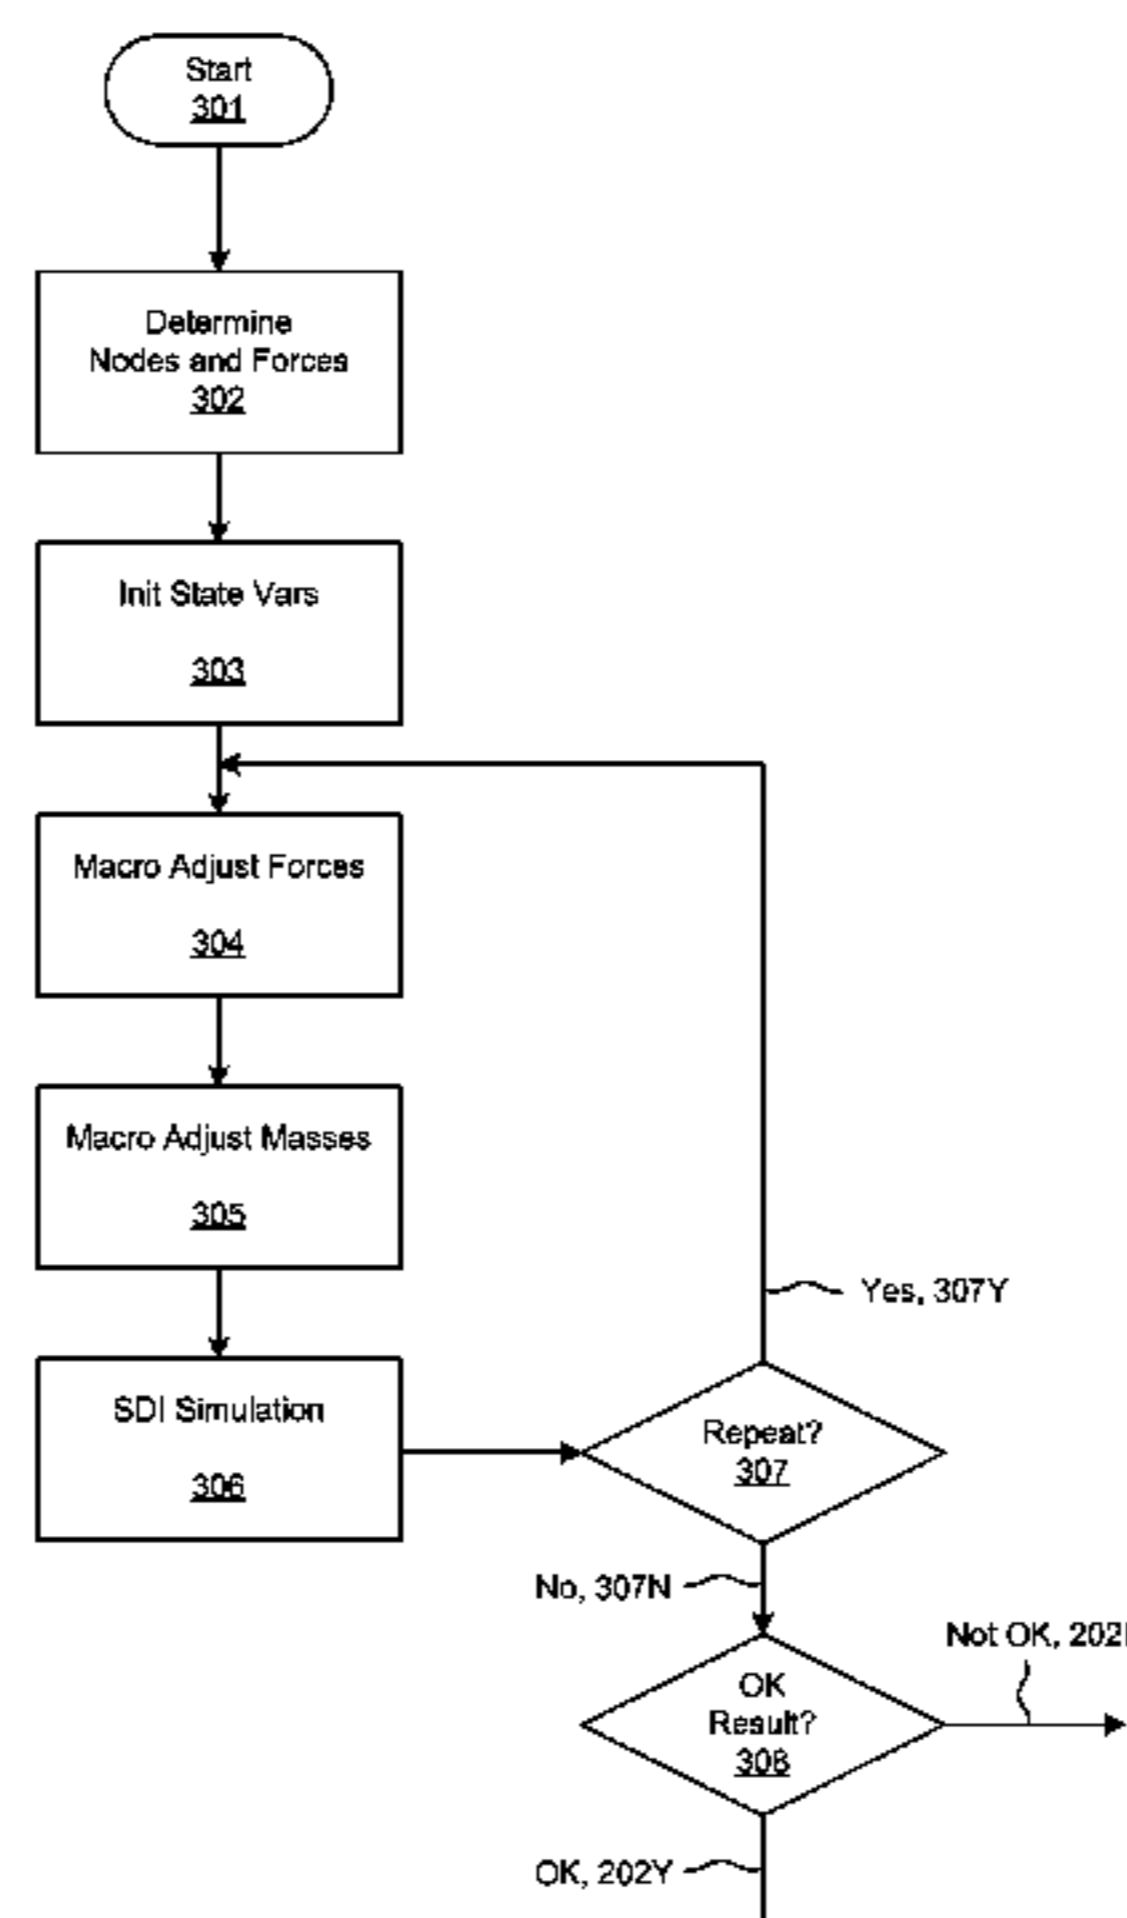 Start
301
Determine
Nodes and Forces
302
Init State Vars
303
Macro Adjust Forces
304
Macro Adjust Masses
305
Yes, 307Y
SDI Simulation
306
Repeat?
307
No, 307N
Not OK,
OK
Result?
308
OK, 202Y